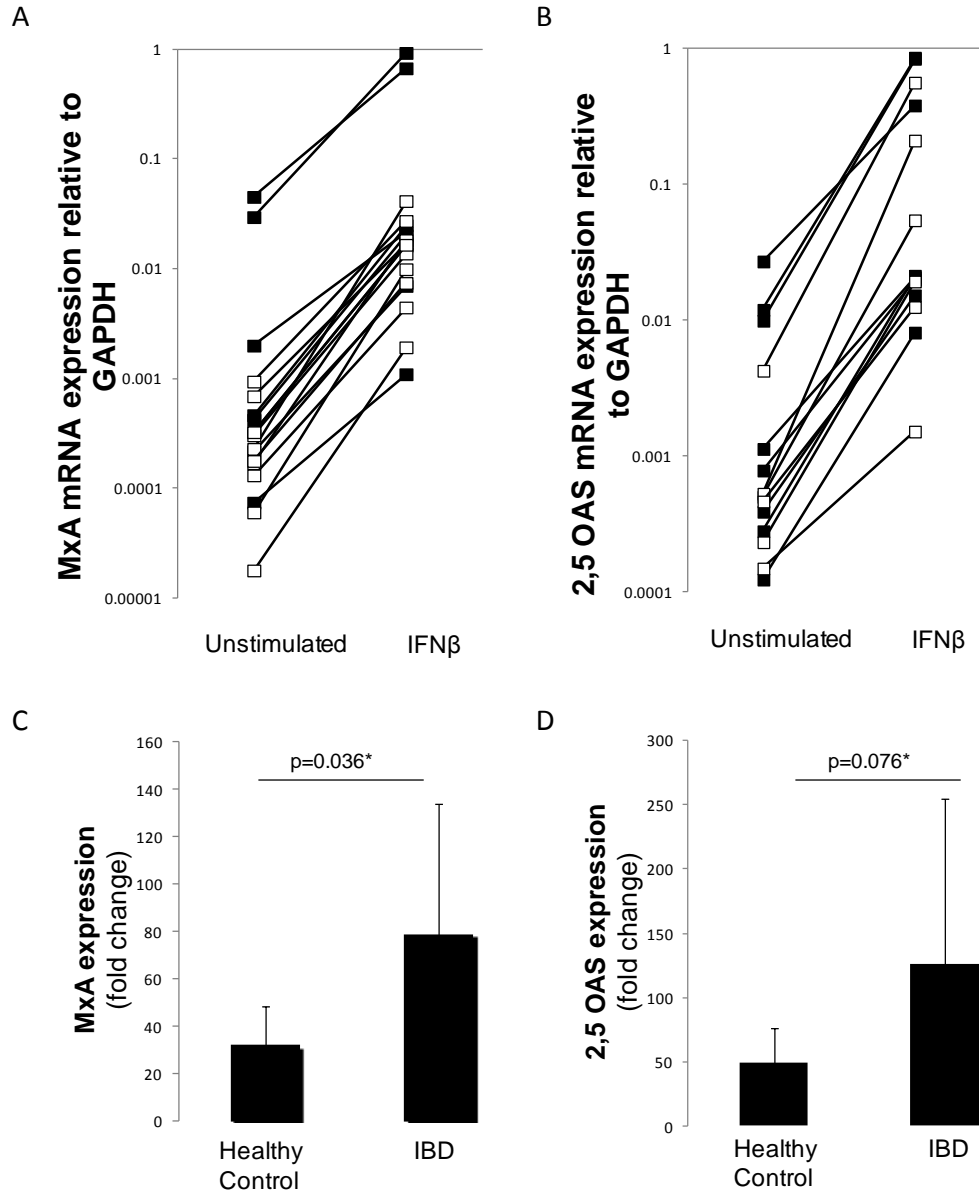 A
MxA mRNA expression relative to
GAPDH
1
0.1
0.01
0.001
0.0001
0.00001
Unstimulated
IFNβ
B
2,5 OAS mRNA expression relative
to GAPDH
1
0.1
0.01
0.001
0.0001
Unstimulated
IFNβ
C
MxA expression
(fold change)
160
140
120
100
80
60
40
20
0
p=0.036*
Healthy
Control
IBD
D
2,5 OAS expression
(fold change)
300
250
200
150
100
50
0
p=0.076*
Healthy
Control
IBD